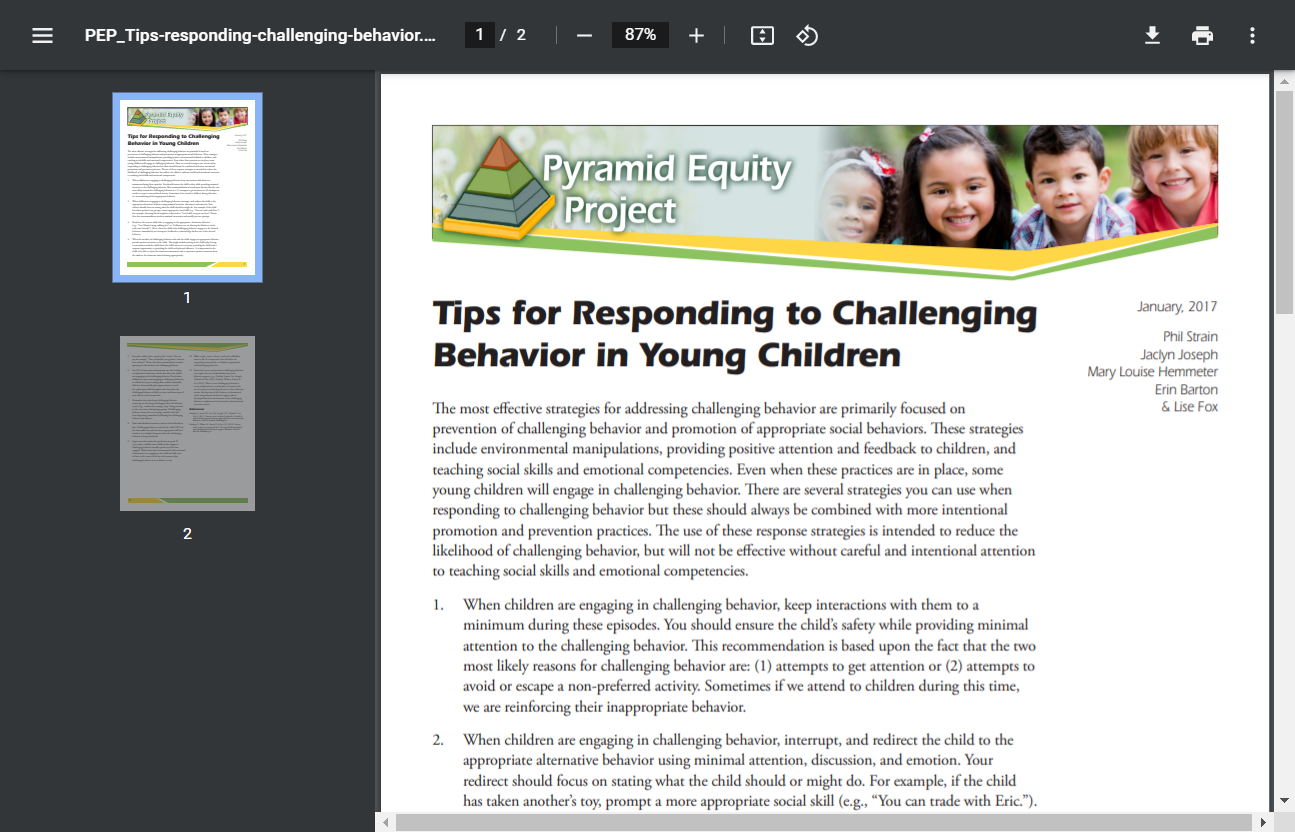 PEP_Tips-responding-challenging-behavior....
1 / 2
87%
1
2
Pyramid Equity
Project
Tips for Responding to Challenging
Behavior in Young Children
January, 2017
Phil Strain
Jaclyn Joseph
Mary Louise Hemmeter
Erin Barton
& Lise Fox
The most effective strategies for addressing challenging behavior are primarily focused on
prevention of challenging behavior and promotion of appropriate social behaviors. These strategies
include environmental manipulations, providing positive attention and feedback to children, and
teaching social skills and emotional competencies. Even when these practices are in place, some
young children will engage in challenging behavior. There are several strategies you can use when
responding to challenging behavior but these should always be combined with more intentional
promotion and prevention practices. The use of these response strategies is intended to reduce the
likelihood of challenging behavior, but will not be effective without careful and intentional attention
to teaching social skills and emotional competencies.
1. When children are engaging in challenging behavior, keep interactions with them to a
minimum during these episodes. You should ensure the child's safety while providing minimal
attention to the challenging behavior. This recommendation is based upon the fact that the two
most likely reasons for challenging behavior are: (1) attempts to get attention or (2) attempts to
avoid or escape a non-preferred activity. Sometimes if we attend to children during this time,
we are reinforcing their inappropriate behavior.
2. When children are engaging in challenging behavior, interrupt, and redirect the child to the
appropriate alternative behavior using minimal attention, discussion, and emotion. Your
redirect should focus on stating what the child should or might do. For example, if the child
has taken another's toy, prompt a more appropriate social skill (e.g., “You can trade with Eric.”).